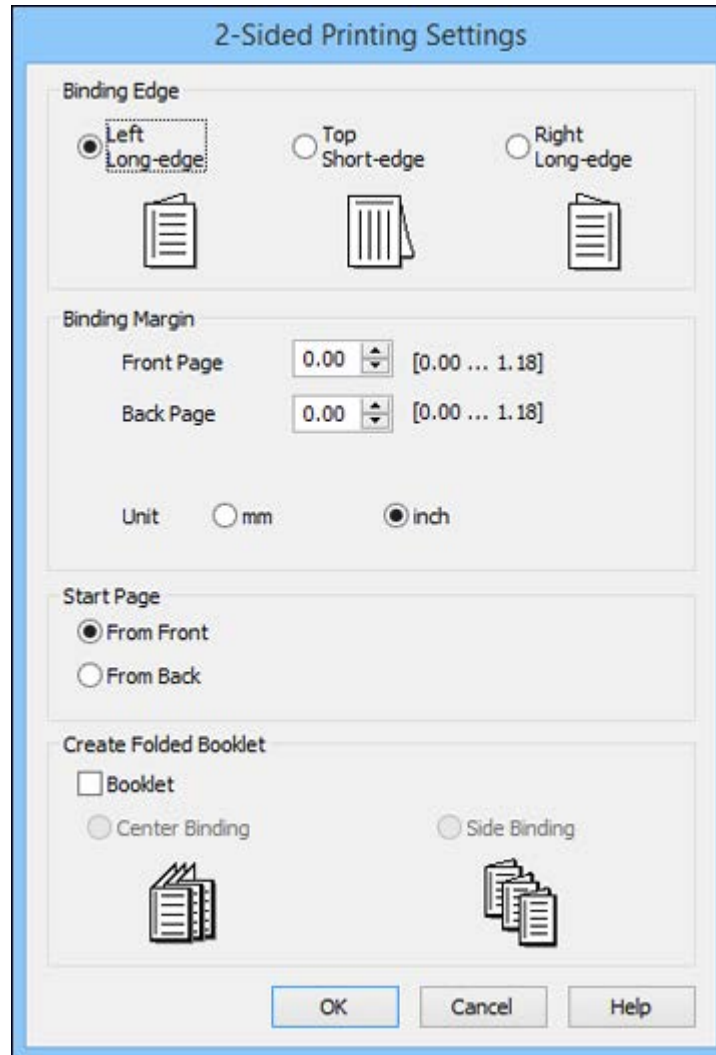 2-Sided Printing Settings
Binding Edge
Left
Long-edge
Top
Short-edge
Right
Long-edge
Binding Margin
Front Page 0.00 [0.00 ... 1.18]
Back Page 0.00 [0.00 ... 1.18]
Unit mm inch
Start Page
From Front
From Back
Create Folded Booklet
Booklet
Center Binding Side Binding
OK Cancel Help